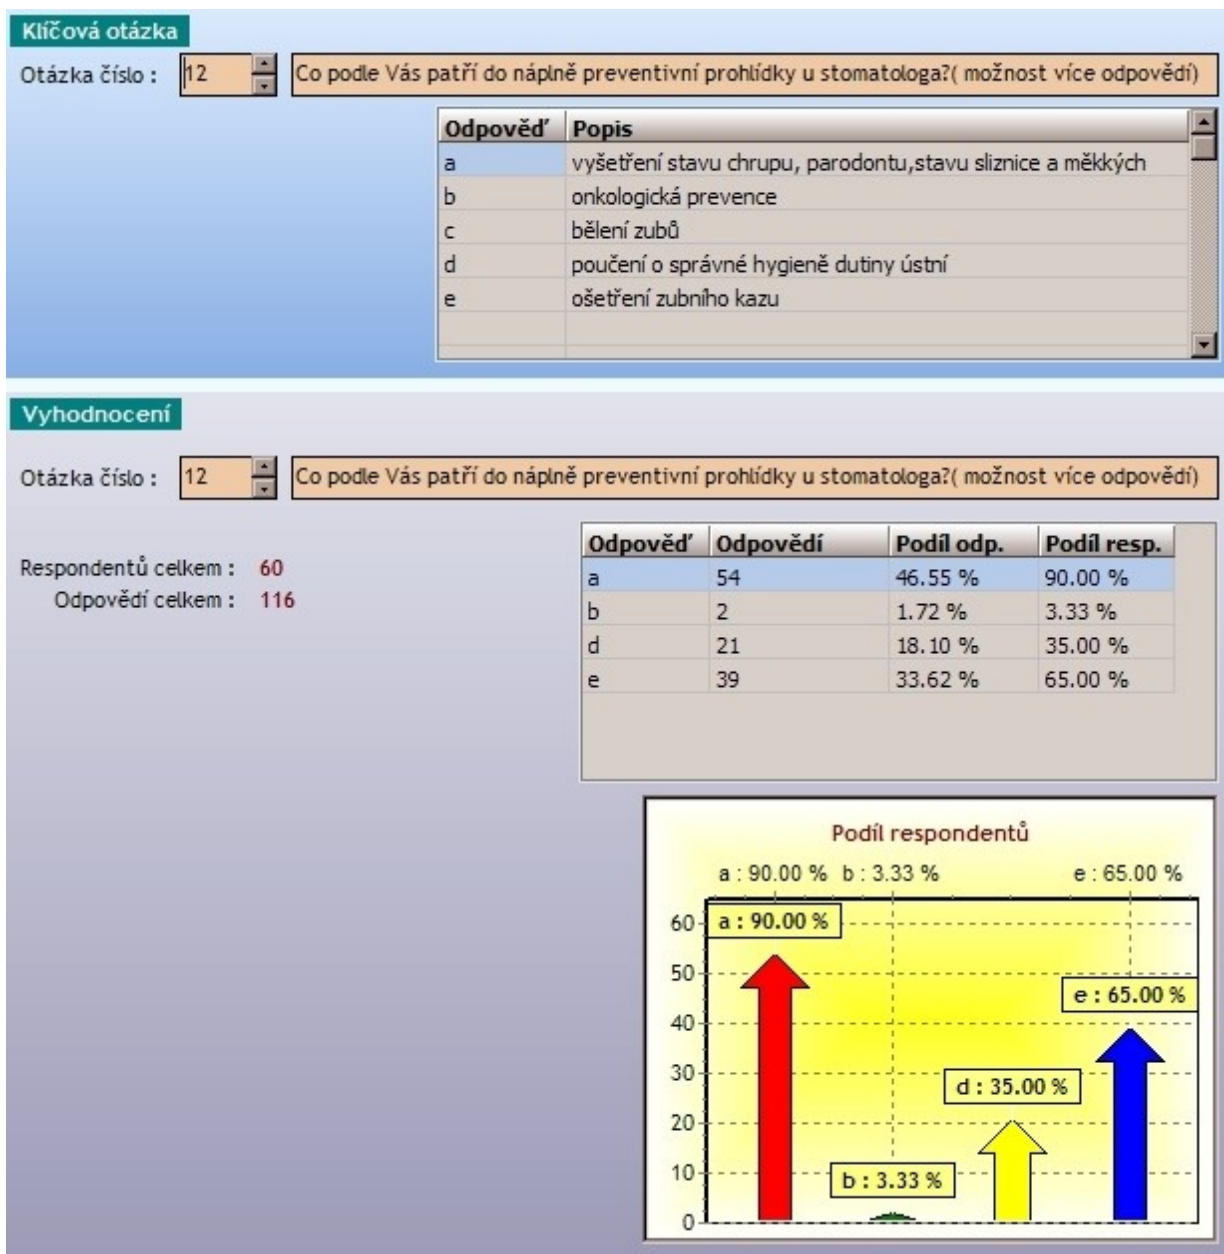 Klíčová otázka
Otázka číslo : 12 Co podle Vás patří do náplně preventivní prohlídky u stomatologa?( možnost více odpovědí)
Odpověď Popis
a vyšetření stavu chrupu, parodontu,stavu sliznice a měkkých
b onkologická prevence
c bělení zubů
d poučení o správné hygieně dutiny ústní
e ošetření zubního kazu
Vyhodnocení
Otázka číslo : 12 Co podle Vás patří do náplně preventivní prohlídky u stomatologa?( možnost více odpovědí)
Respondentů celkem : 60
Odpovědí celkem : 116
Odpověď Odpovědí Podíl odp. Podíl resp.
a 54 46.55 % 90.00 %
b 2 1.72 % 3.33 %
d 21 18.10 % 35.00 %
e 39 33.62 % 65.00 %
Podíl respondentů
a : 90.00 % b : 3.33 % e : 65.00 %
60 a : 90.00 %
50
e : 65.00 %
40
30
d : 35.00 %
20
10 b : 3.33 %
0